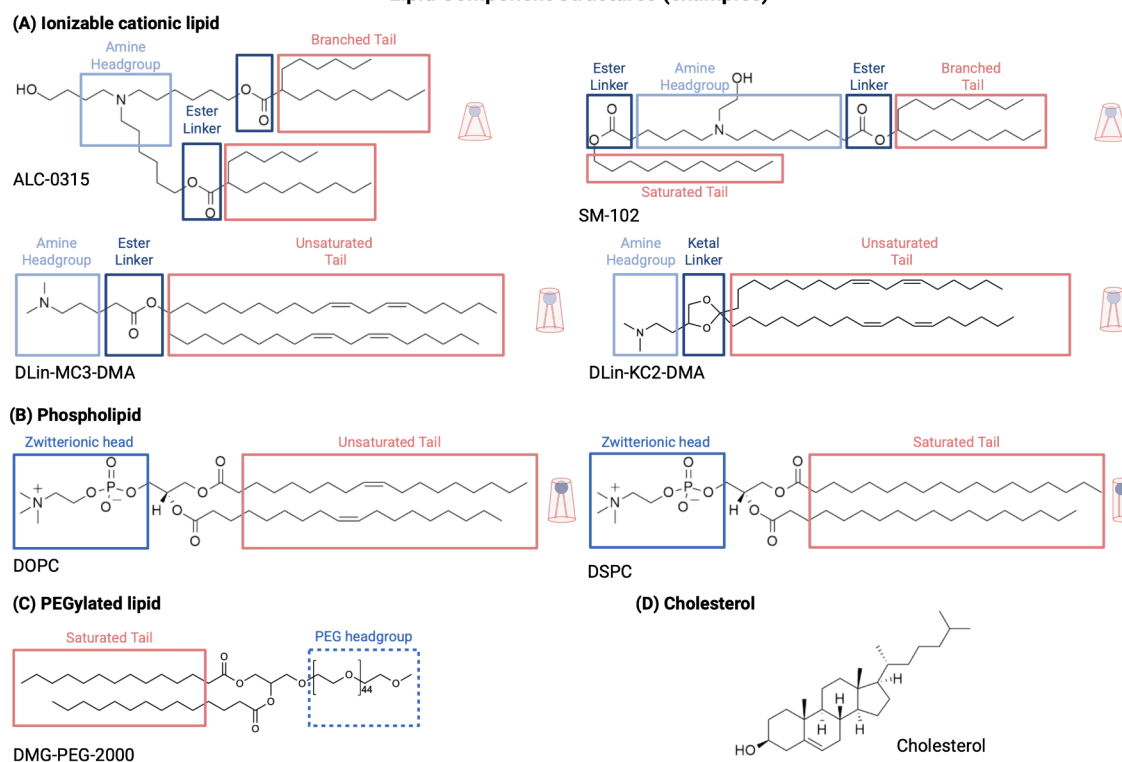 (A) Ionizable cationic lipid
Amine
Headgroup
Branched Tail
HO
N
O
O
Ester
Linker
O
O
ALC-0315
Ester
Linker
Amine
Headgroup
OH
Ester
Linker
Branched
Tail
O
O
N
O
O
Saturated Tail
SM-102
Amine
Headgroup
Ester
Linker
Unsaturated
Tail
N
O
O
DLin-MC3-DMA
Amine
Headgroup
Ketal
Linker
Unsaturated
Tail
O
O
N
DLin-KC2-DMA
(B) Phospholipid
Zwitterionic head
Unsaturated Tail
N
+
O
P
O
O
O
−
H
O
O
O
O
DOPC
Zwitterionic head
Saturated Tail
N
+
O
P
O
O
O
−
H
O
O
O
O
DSPC
(C) PEGylated lipid
Saturated Tail
PEG headgroup
O
O
O
O
O
O
44
O
DMG-PEG-2000
(D) Cholesterol
H
H
H
H
HO
Cholesterol